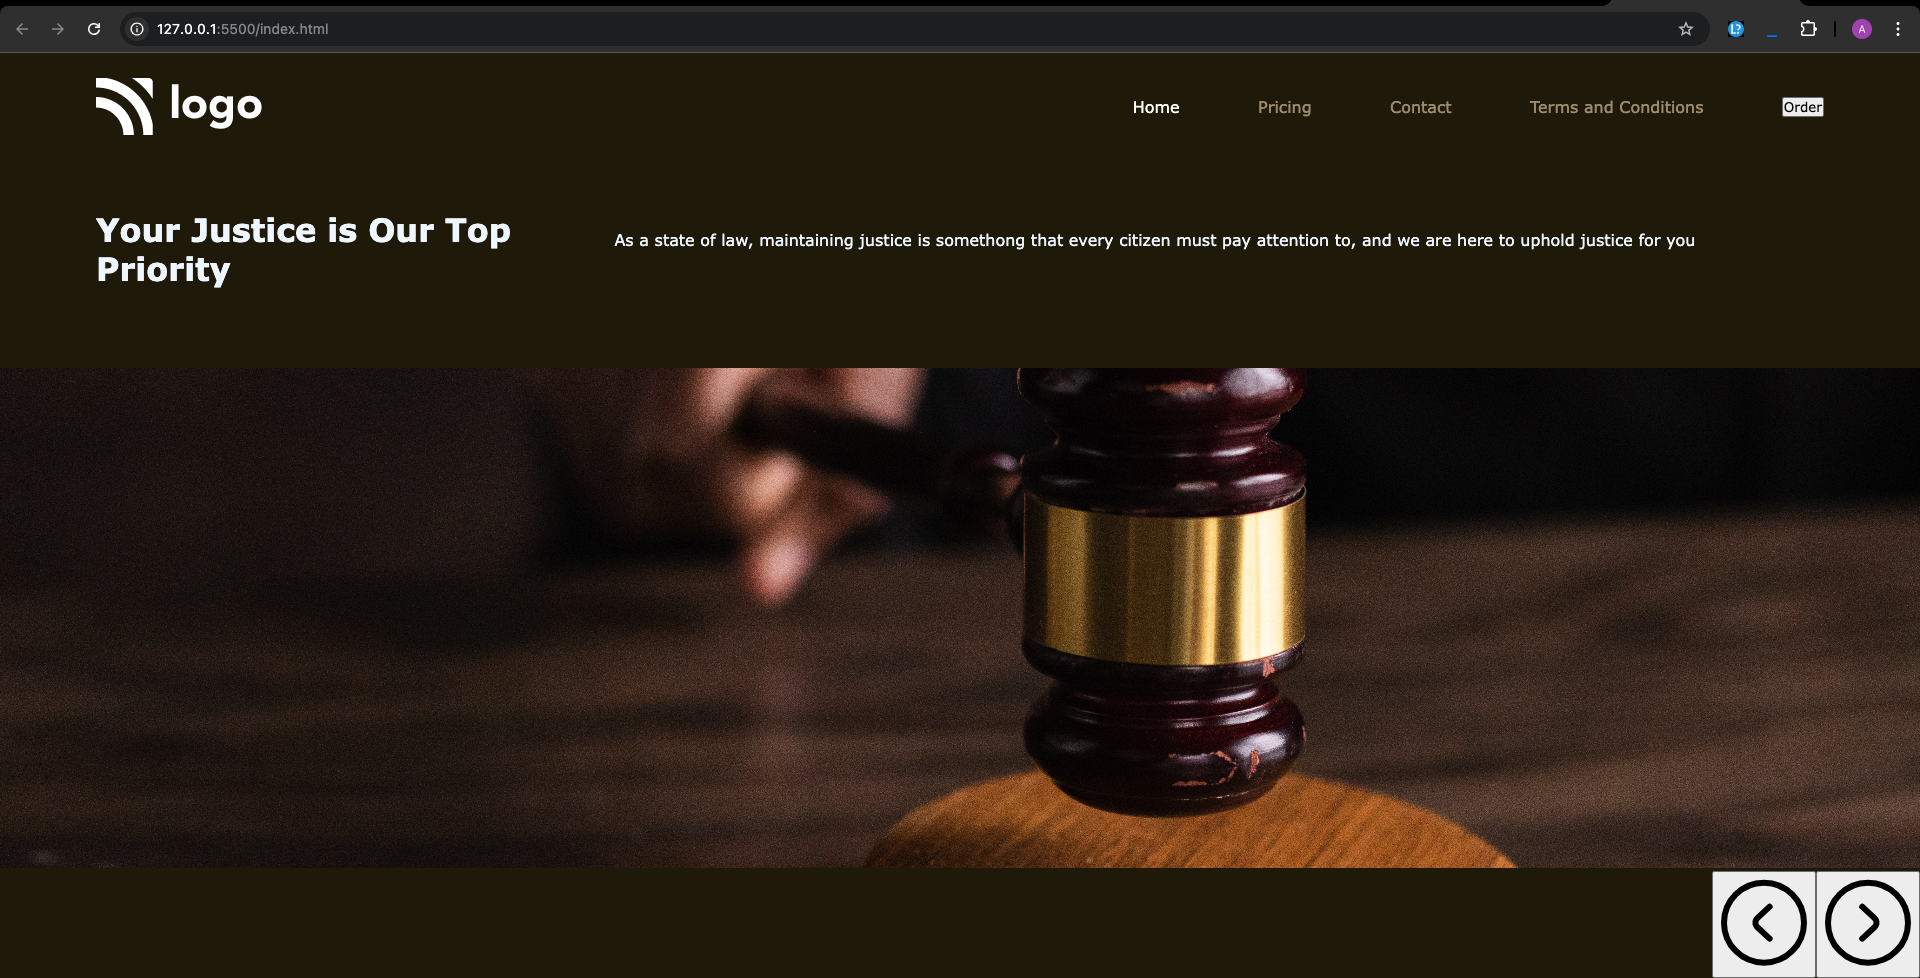 127.0.0.1:5500/index.html
L?
A
logo
Home Pricing Contact Terms and Conditions Order
Your Justice is Our Top
Priority
As a state of law, maintaining justice is somethong that every citizen must pay attention to, and we are here to uphold justice for you